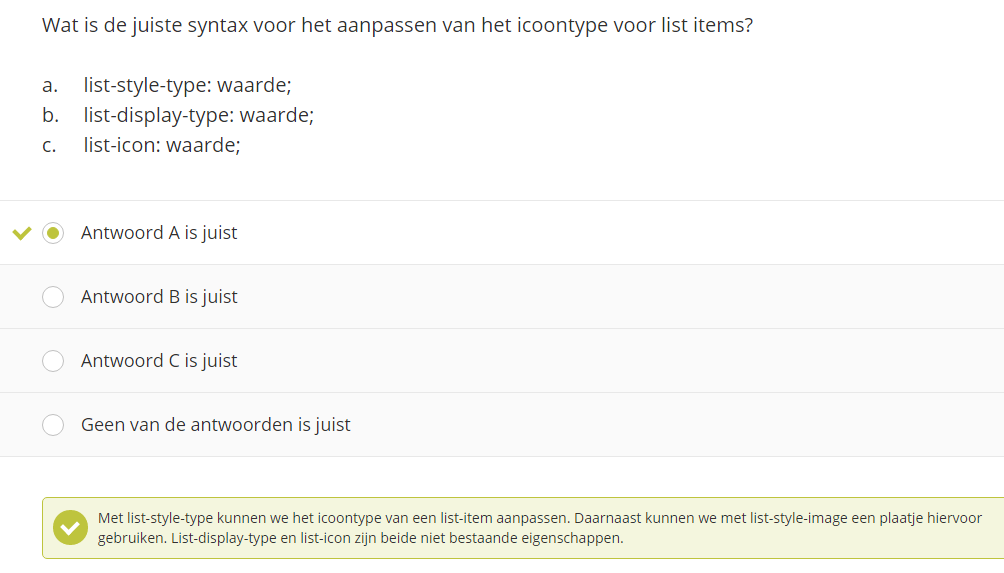 Wat is de juiste syntax voor het aanpassen van het icoontype voor list items?
a. list-style-type: waarde;
b. list-display-type: waarde;
c. list-icon: waarde;
Antwoord A is juist
Antwoord B is juist
Antwoord C is juist
Geen van de antwoorden is juist
Met list-style-type kunnen we het icoontype van een list-item aanpassen. Daarnaast kunnen we met list-style-image een plaatje hiervoor
gebruiken. List-display-type en list-icon zijn beide niet bestaande eigenschappen.